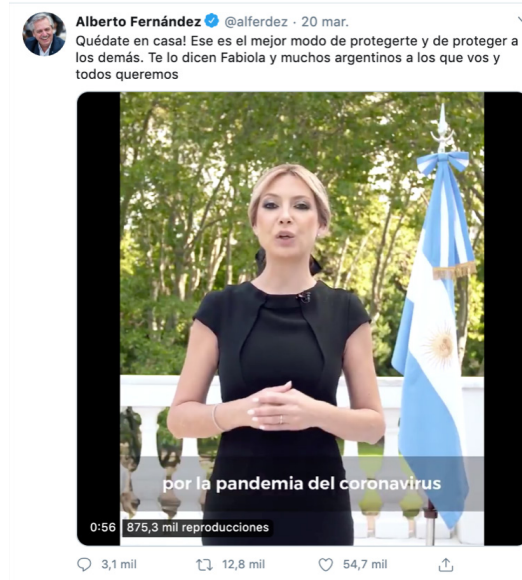 Alberto Fernández @alferdez · 20 mar.
Quédate en casa! Ese es el mejor modo de protegerte y de proteger a
los demás. Te lo dicen Fabiola y muchos argentinos a los que vos y
todos queremos
por la pandemia del coronavirus
0:56 875,3 mil reproducciones
3,1 mil 12,8 mil 54,7 mil